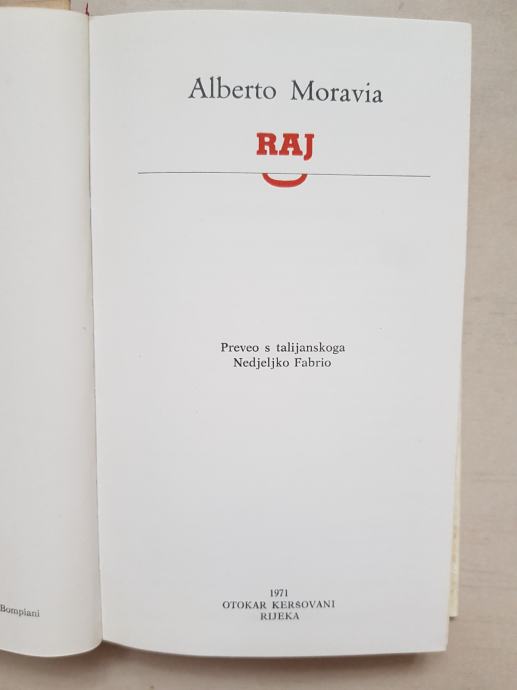 Alberto Moravia
RAJ
Preveo s talijanskoga
Nedjeljko Fabrio
1971
OTOKAR KERŠOVANI
RIJEKA
Bompiani